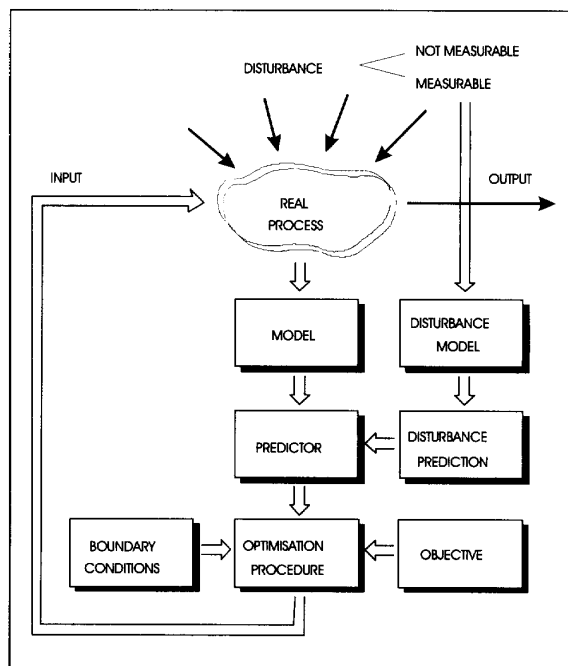 NOT MEASURABLE
DISTURBANCE
MEASURABLE
INPUT
OUTPUT
REAL
PROCESS
MODEL
DISTURBANCE
MODEL
PREDICTOR
DISTURBANCE
PREDICTION
BOUNDARY
CONDITIONS
OPTIMISATION
PROCEDURE
OBJECTIVE